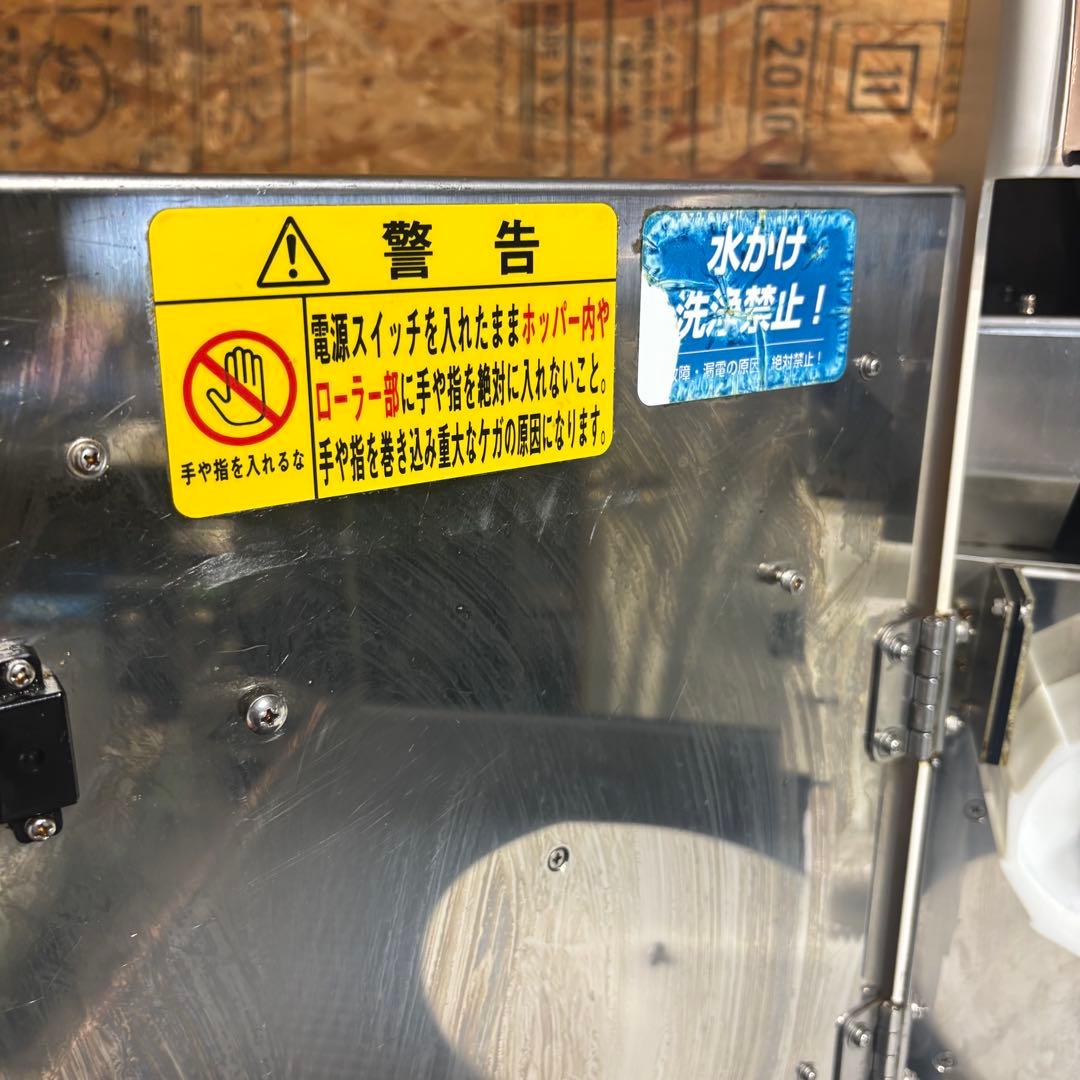 2010
11
警告
電源スイッチを入れたままホッパー内や
ローラー部に手や指を絶対に入れないこと。
手や指を巻き込み重大なケガの原因になります。
手や指を入れるな
水かけ
洗浄禁止！
障・漏電の原因 絶対禁止！